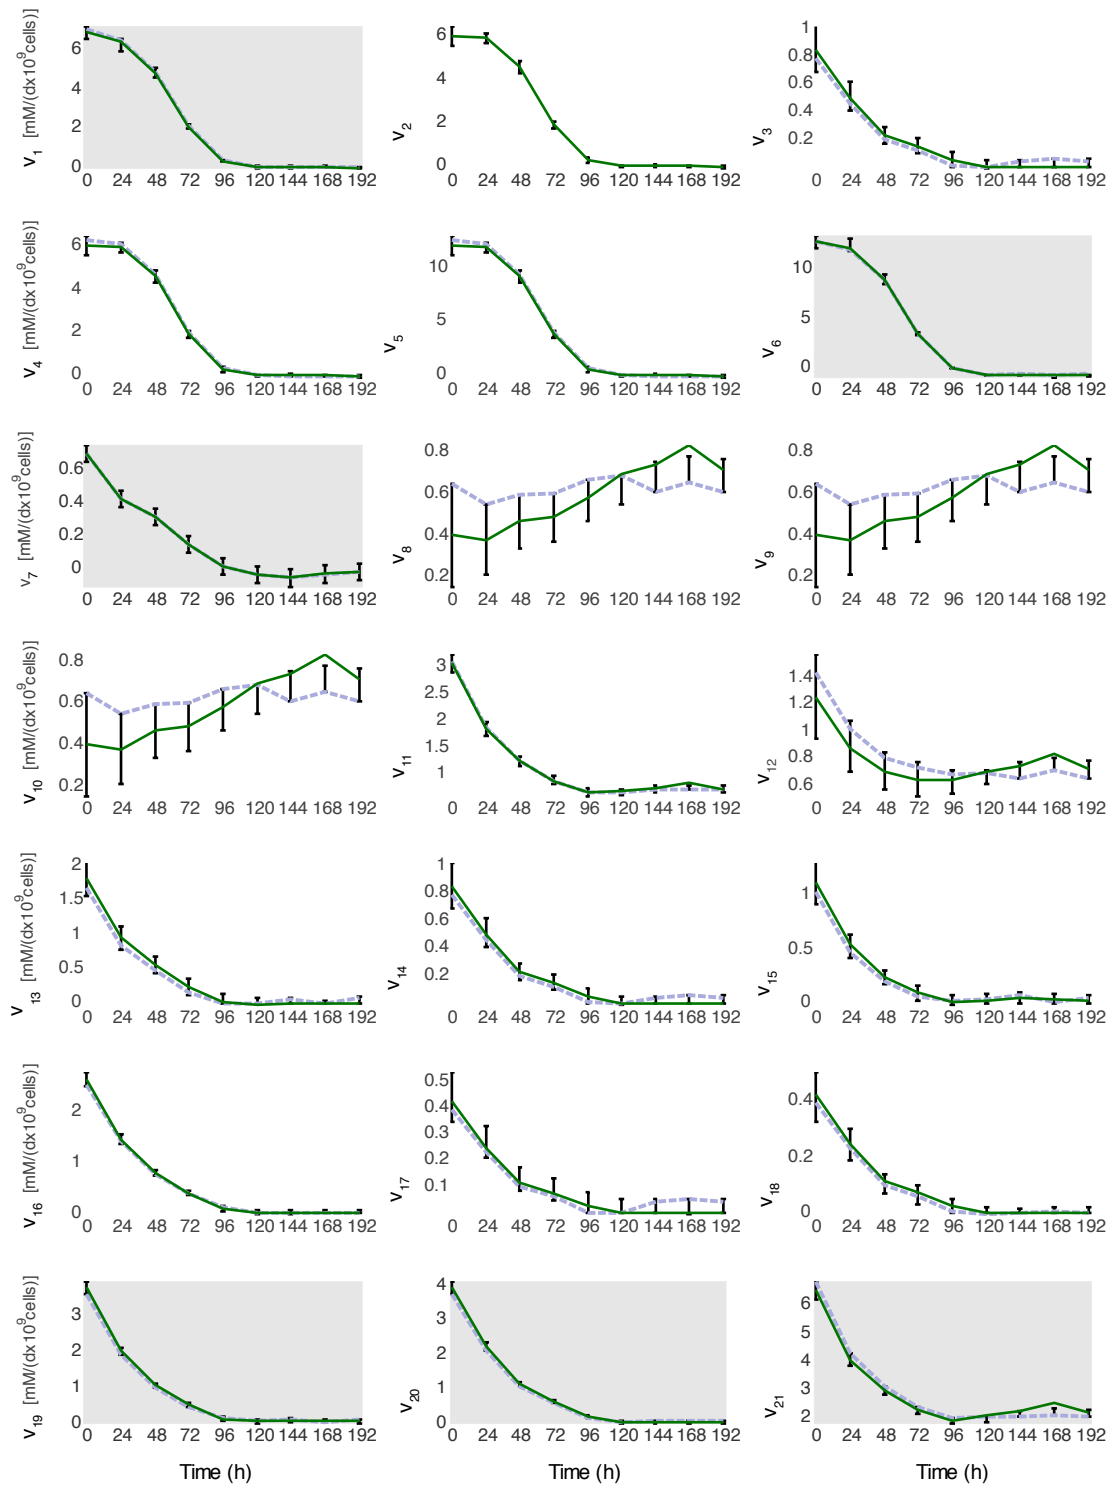 v1 [mM/(dx10^9cells)]
6
4
2
0
0 24 48 72 96 120 144 168 192
v2
6
4
2
0
0 24 48 72 96 120 144 168 192
v3
1
0.8
0.6
0.4
0.2
0 24 48 72 96 120 144 168 192
v4 [mM/(dx10^9cells)]
6
4
2
0
0 24 48 72 96 120 144 168 192
v5
10
5
0
0 24 48 72 96 120 144 168 192
v6
10
5
0
0 24 48 72 96 120 144 168 192
v7 [mM/(dx10^9cells)]
0.6
0.4
0.2
0
0 24 48 72 96 120 144 168 192
v8
0.8
0.6
0.4
0.2
0 24 48 72 96 120 144 168 192
v9
0.8
0.6
0.4
0.2
0 24 48 72 96 120 144 168 192
v10 [mM/(dx10^9cells)]
0.8
0.6
0.4
0.2
0 24 48 72 96 120 144 168 192
v11
3
2.5
2
1.5
1
0 24 48 72 96 120 144 168 192
v12
1.4
1.2
1
0.8
0.6
0 24 48 72 96 120 144 168 192
v13 [mM/(dx10^9cells)]
2
1.5
1
0.5
0
0 24 48 72 96 120 144 168 192
v14
1
0.8
0.6
0.4
0.2
0 24 48 72 96 120 144 168 192
v15
1
0.5
0
0 24 48 72 96 120 144 168 192
v16 [mM/(dx10^9cells)]
2
1
0
0 24 48 72 96 120 144 168 192
v17
0.5
0.4
0.3
0.2
0.1
0 24 48 72 96 120 144 168 192
v18
0.4
0.2
0
0 24 48 72 96 120 144 168 192
v19 [mM/(dx10^9cells)]
3
2
1
0
0 24 48 72 96 120 144 168 192
Time (h)
v20
4
3
2
1
0
0 24 48 72 96 120 144 168 192
Time (h)
v21
6
5
4
3
2
0 24 48 72 96 120 144 168 192
Time (h)